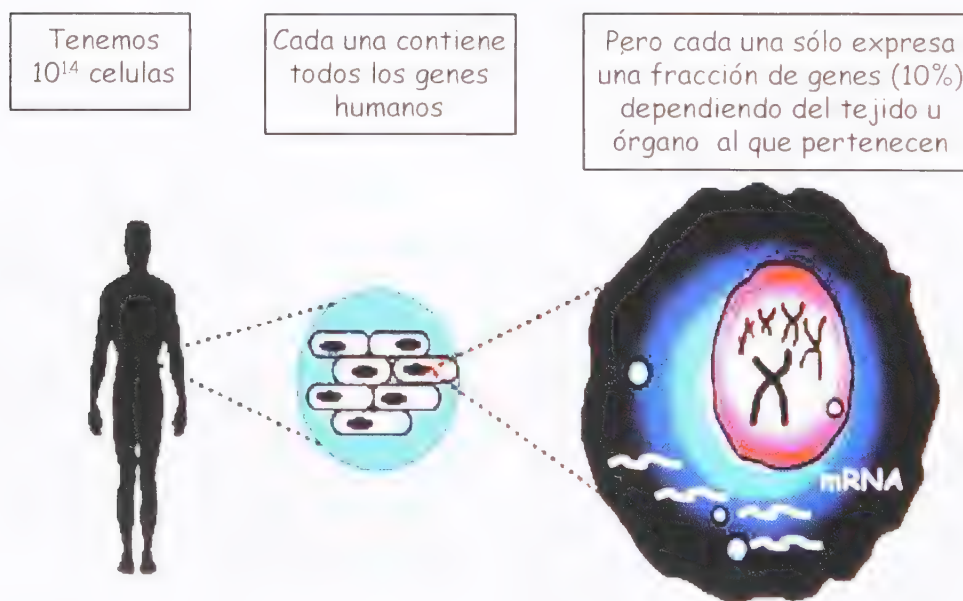 Tenemos
10¹⁴ celulas
Cada una contiene
todos los genes
humanos
Pero cada una sólo expresa
una fracción de genes (10%)
dependiendo del tejido u
órgano al que pertenecen
mRNA